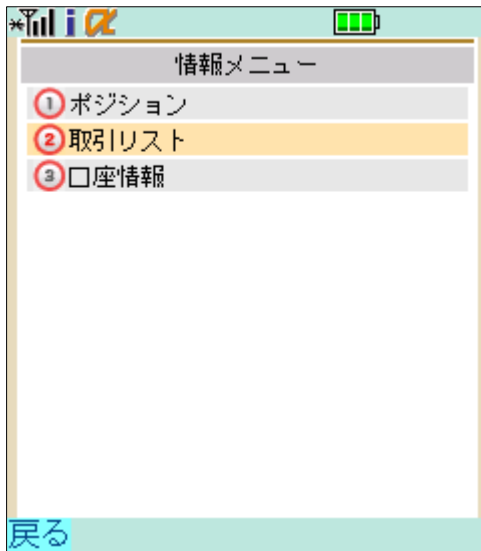 i α
情報メニュー
①ポジション
②取引リスト
③口座情報
戻る